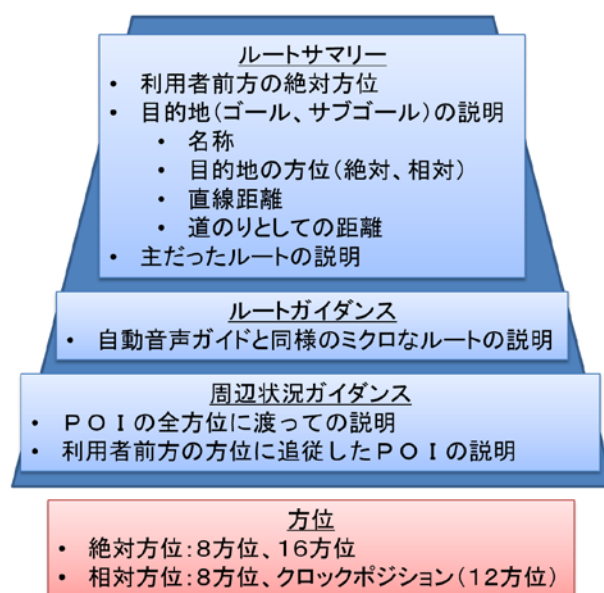 ルートサマリー
• 利用者前方の絶対方位
• 目的地(ゴール、サブゴール)の説明
• 名称
• 目的地の方位(絶対、相対)
• 直線距離
• 道のりとしての距離
• 主だったルートの説明
ルートガイダンス
• 自動音声ガイドと同様のミクロなルートの説明
周辺状況ガイダンス
• POIの全方位に渡っての説明
• 利用者前方の方位に追従したPOIの説明
方位
• 絶対方位:8方位、16方位
• 相対方位:8方位、クロックポジション(12方位)